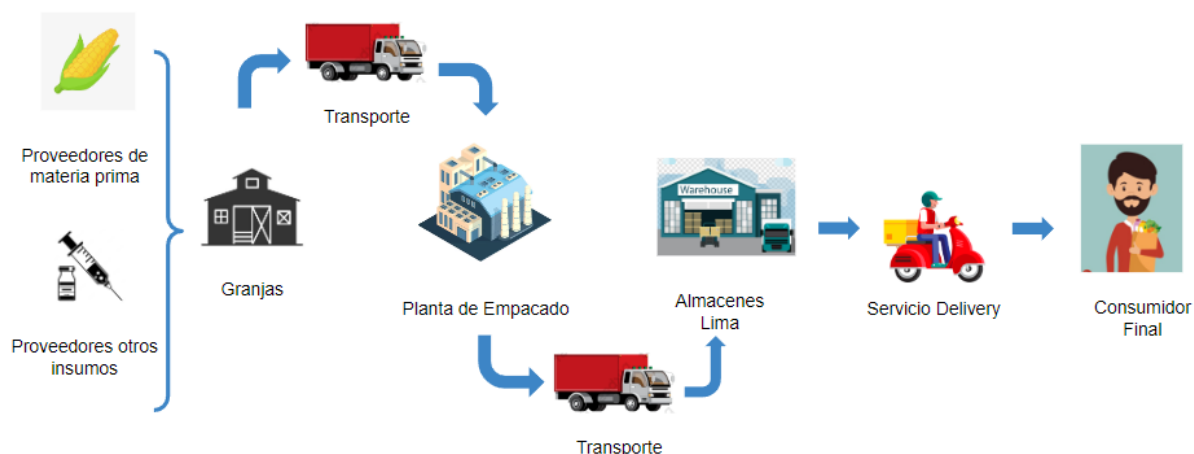 Proveedores de
materia prima
Proveedores otros
insumos
Granjas
Transporte
Planta de Empacado
Transporte
Warehouse
Almacenes
Lima
Servicio Delivery
Consumidor
Final